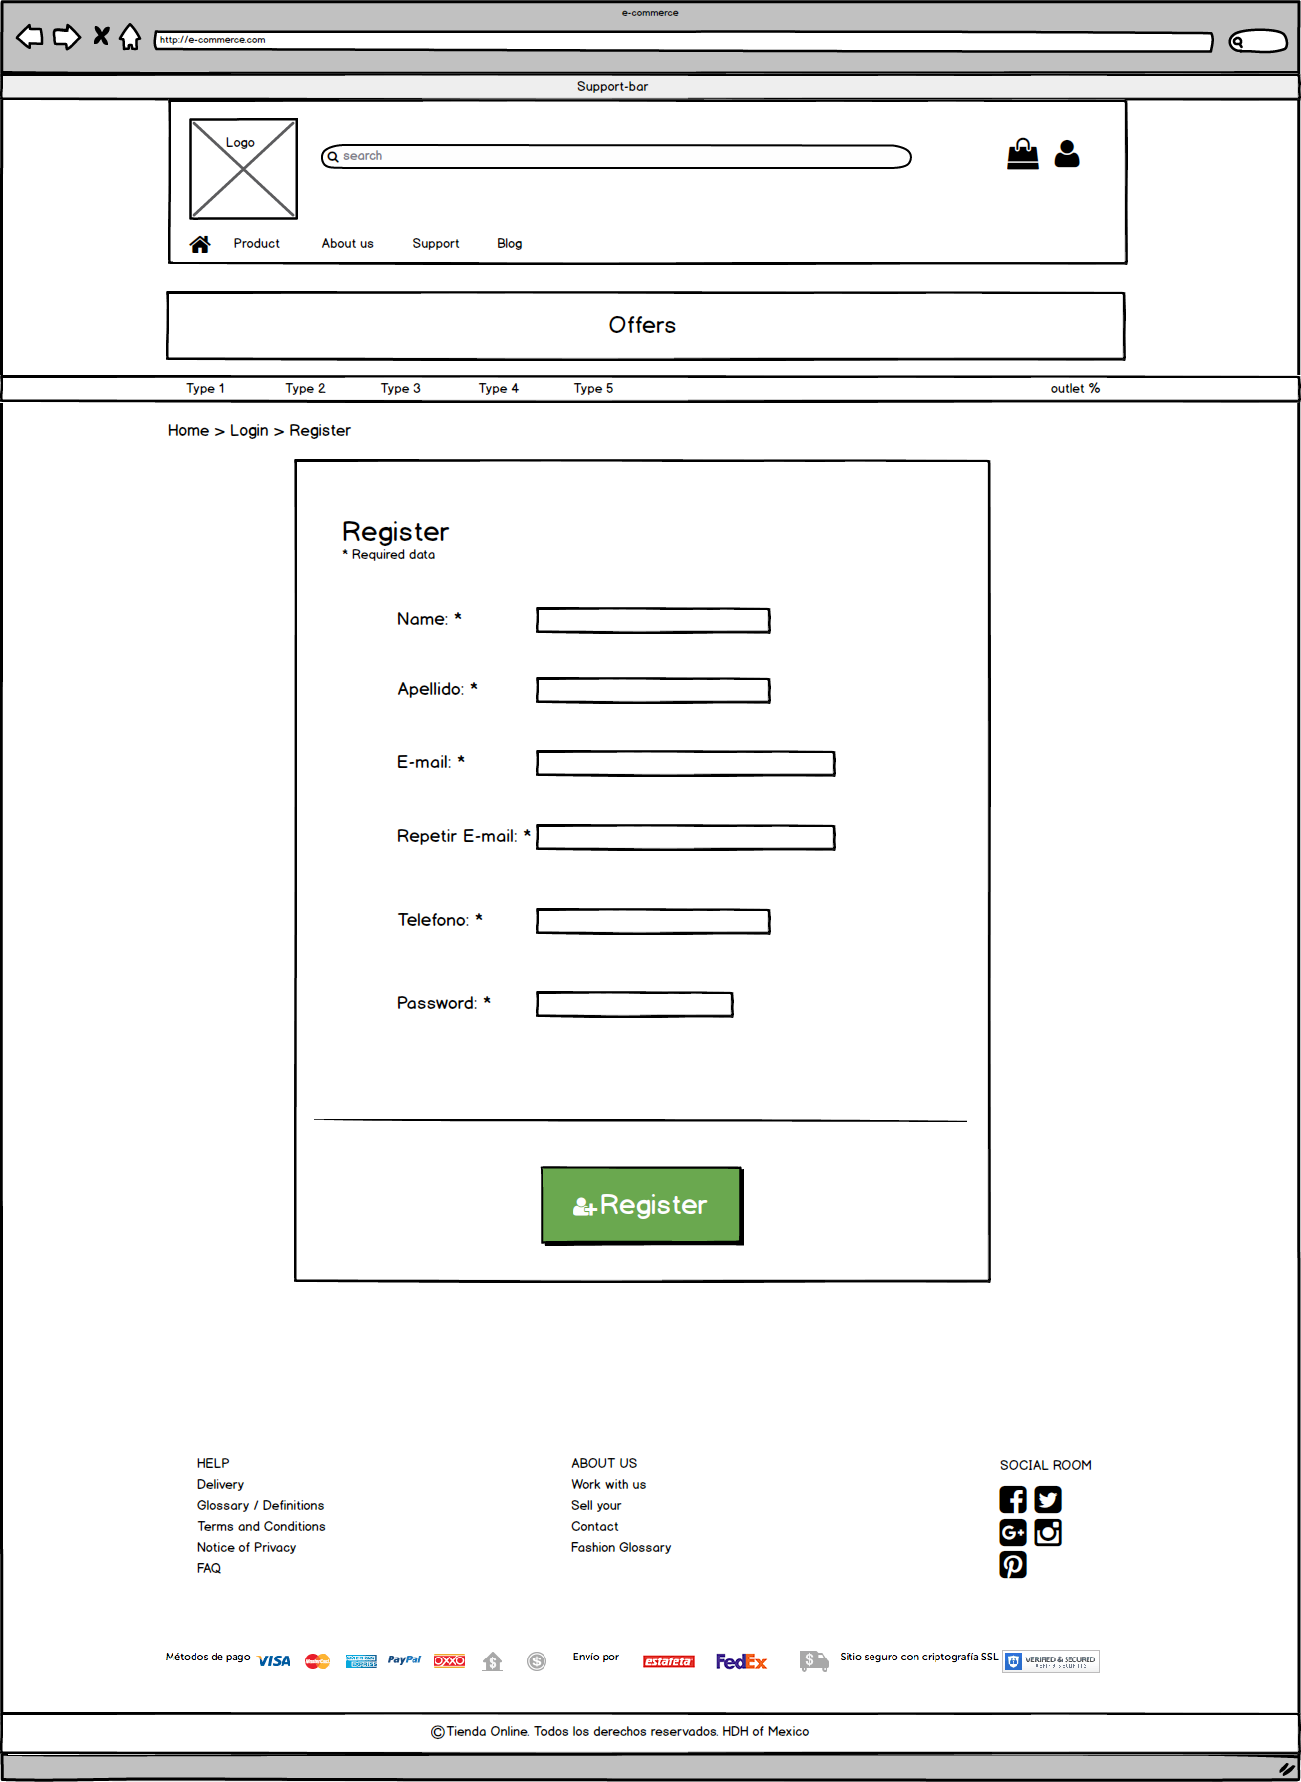 e-commerce
http://e-commerce.com
Support-bar
Logo
search
Product About us Support Blog
Offers
Type 1 Type 2 Type 3 Type 4 Type 5 outlet %
Home > Login > Register
Register
* Required data
Name: *
Apellido: *
E-mail: *
Repetir E-mail: *
Telefono: *
Password: *
Register
HELP
Delivery
Glossary / Definitions
Terms and Conditions
Notice of Privacy
FAQ
ABOUT US
Work with us
Sell your
Contact
Fashion Glossary
SOCIAL ROOM
Métodos de pago VISA MasterCard EXPRESS PayPal OXXO Envío por estafeta FedEx Sitio seguro con criptografía SSL VERIFIED & SECURED
©Tienda Online. Todos los derechos reservados. HDH of Mexico